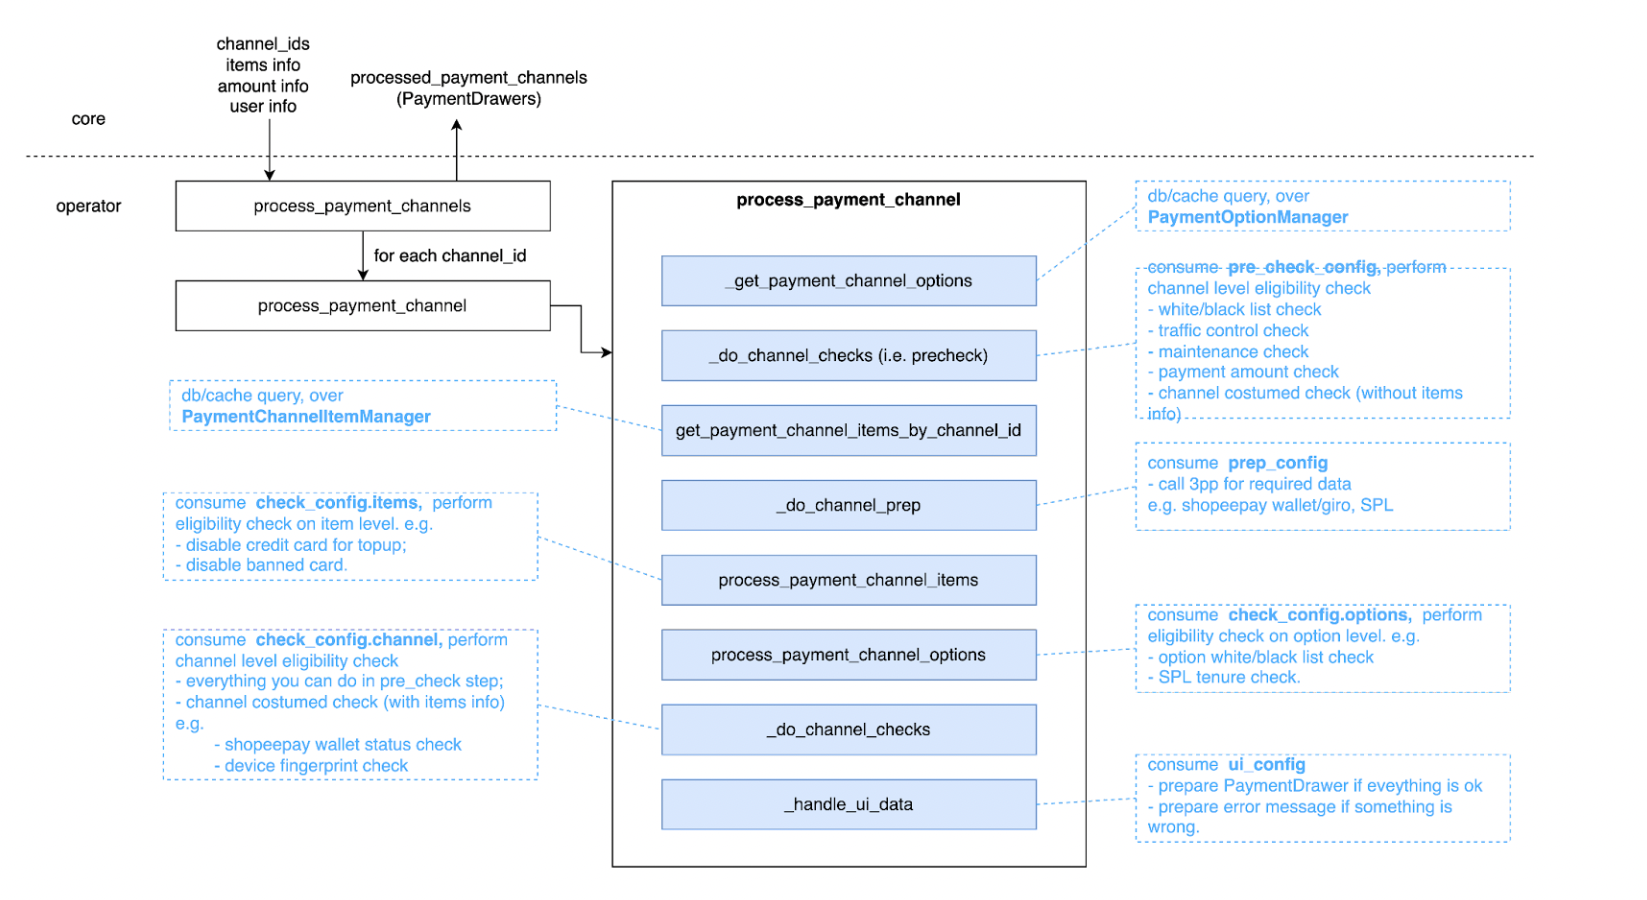 channel_ids
items info
amount info
user info
processed_payment_channels
(PaymentDrawers)
core
operator
process_payment_channels
for each channel_id
process_payment_channel
process_payment_channel
_get_payment_channel_options
_do_channel_checks (i.e. precheck)
get_payment_channel_items_by_channel_id
_do_channel_prep
process_payment_channel_items
process_payment_channel_options
_do_channel_checks
_handle_ui_data
db/cache query, over
PaymentChannelItemManager
consume check_config.items, perform
eligibility check on item level. e.g.
- disable credit card for topup;
- disable banned card.
consume check_config.channel, perform
channel level eligibility check
- everything you can do in pre_check step;
- channel costumed check (with items info)
e.g.
- shopeepay wallet status check
- device fingerprint check
db/cache query, over
PaymentOptionManager
consume pre_check_config, perform
channel level eligibility check
- white/black list check
- traffic control check
- maintenance check
- payment amount check
- channel costumed check (without items
info)
consume prep_config
- call 3pp for required data
e.g. shopeepay wallet/giro, SPL
consume check_config.options, perform
eligibility check on option level. e.g.
- option white/black list check
- SPL tenure check.
consume ui_config
- prepare PaymentDrawer if eveything is ok
- prepare error message if something is
wrong.